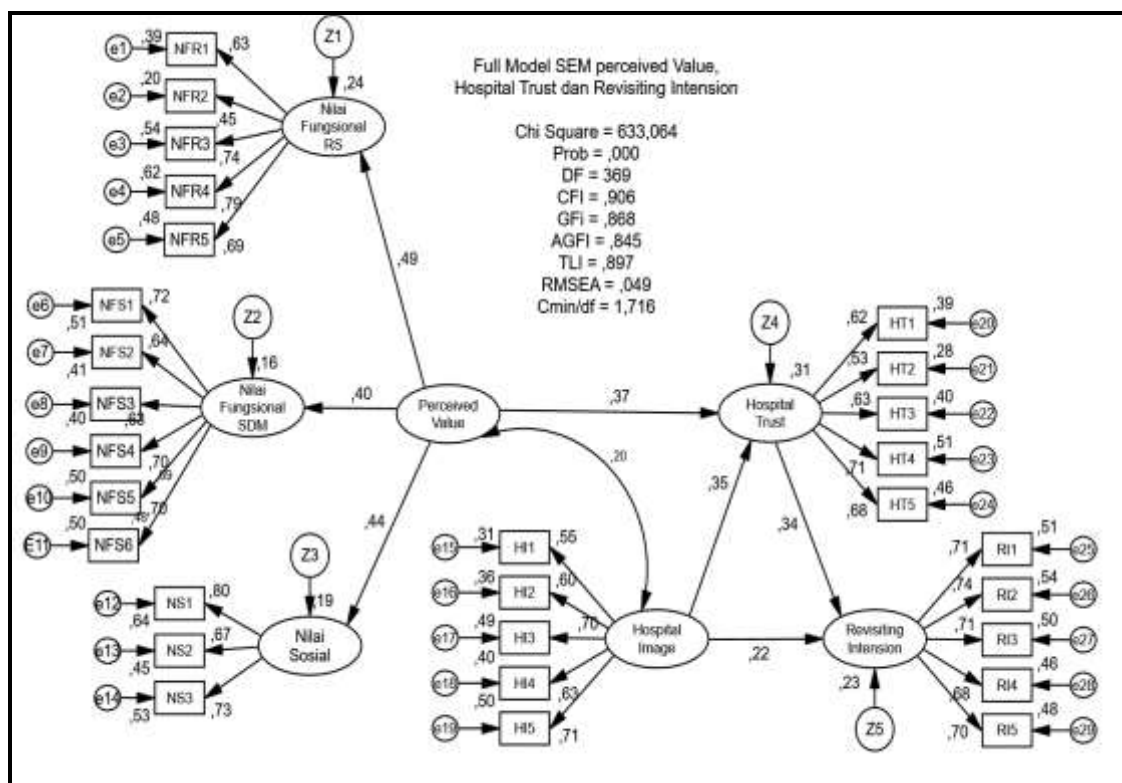 Full Model SEM perceived Value,
Hospital Trust dan Revisiting Intension
Chi Square = 633,064
Prob = ,000
DF = 369
CFI = ,906
GFi = ,868
AGFI = ,845
TLI = ,897
RMSEA = ,049
Cmin/df = 1,716
e1 ,39 NFR1 ,63
e2 ,20 NFR2 ,45
e3 ,54 NFR3 ,74
e4 ,62 NFR4 ,79
e5 ,48 NFR5 ,69
Z1
,24
Nilai
Fungsional
RS
,49
e6 ,51 NFS1 ,72
e7 ,41 NFS2 ,64
e8 ,40 NFS3 ,63
e9 NFS4 ,70
e10 ,50 NFS5
E11 ,50 NFS6 ,70
Z2
,16
Nilai
Fungsional
SDM
,40
Perceived
Value
,37
,20
,44
e12 ,64 NS1 ,80
e13 ,45 NS2 ,67
e14 ,53 NS3 ,73
Z3
,19
Nilai
Sosial
e15 ,31 HI1 ,55
e16 ,36 HI2 ,60
e17 ,49 HI3 ,70
e18 ,40 HI4 ,63
e19 ,50 HI5 ,71
Hospital
Image
,35
,22
Z4
,31
Hospital
Trust
,34
,62 HT1 ,39 e20
,53 HT2 ,28 e21
,63 HT3 ,40 e22
,71 HT4 ,51 e23
,68 HT5 ,46 e24
Revisiting
Intension
,23
Z5
,71 RI1 ,51 e25
,74 RI2 ,54 e26
,71 RI3 ,50 e27
,68 RI4 ,46 e28
,70 RI5 ,48 e29